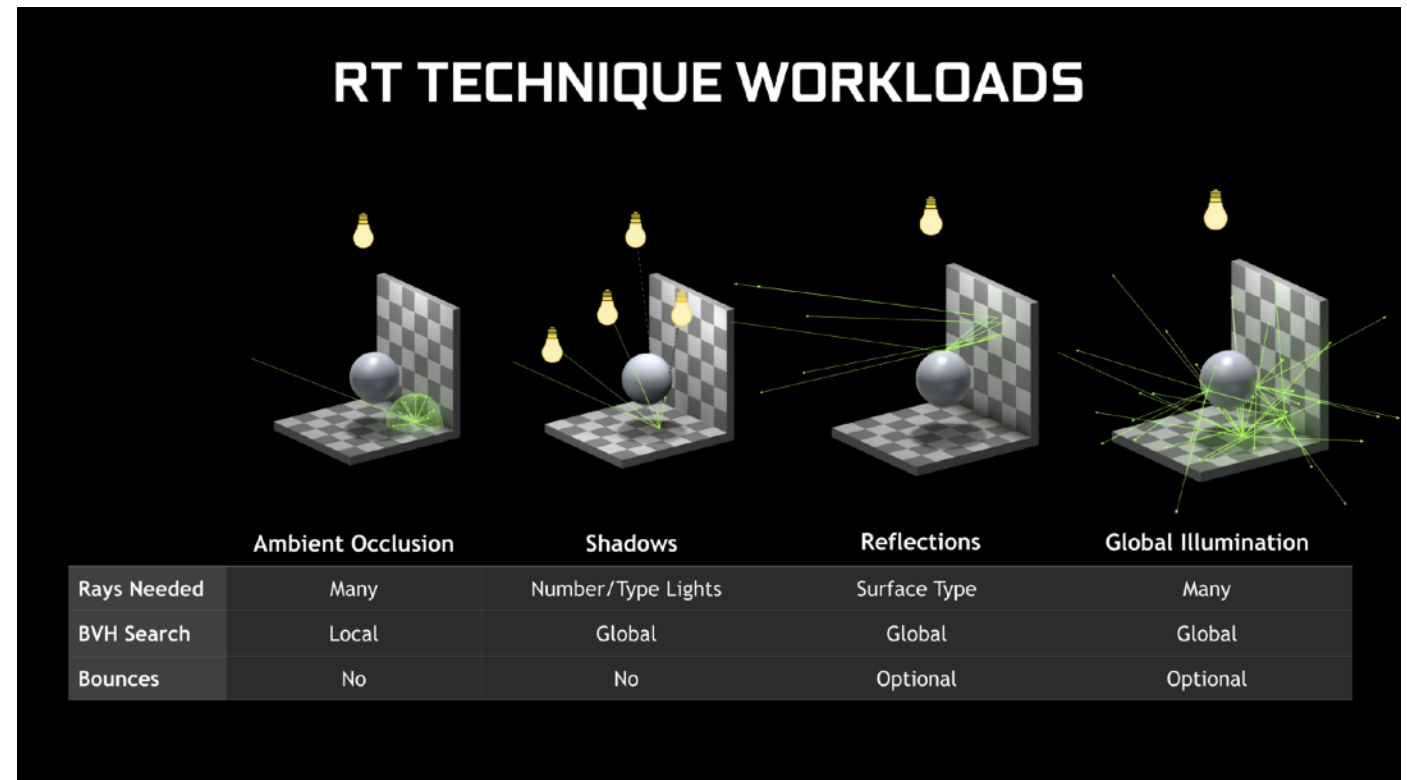 RT TECHNIQUE WORKLOADS
Ambient Occlusion Shadows Reflections Global Illumination
Rays Needed Many Number/Type Lights Surface Type Many
BVH Search Local Global Global Global
Bounces No No Optional Optional